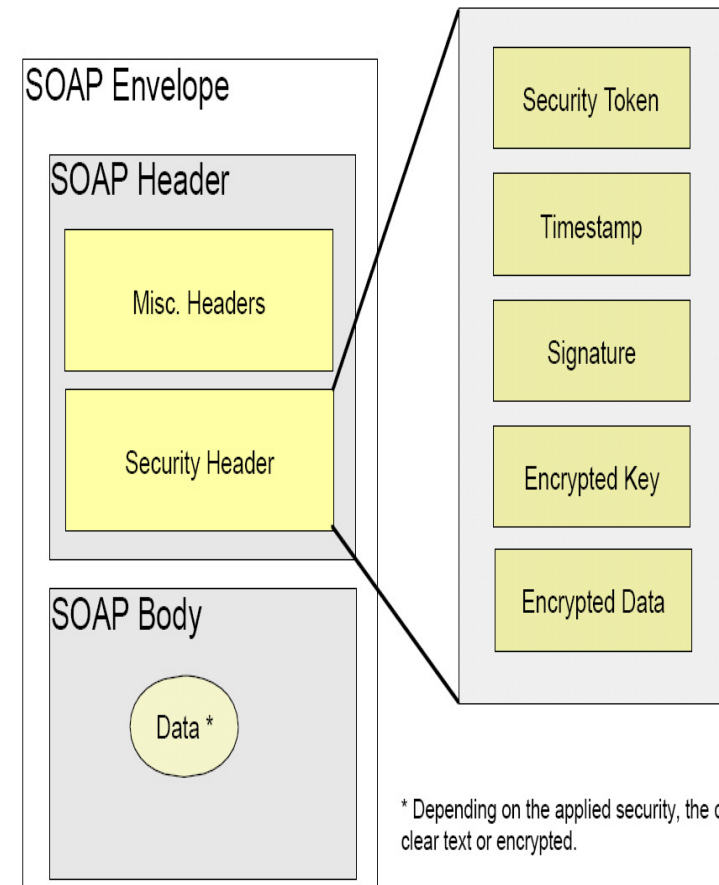 SOAP Envelope
SOAP Header
Misc. Headers
Security Header
SOAP Body
Data *
Security Token
Timestamp
Signature
Encrypted Key
Encrypted Data
* Depending on the applied security, the
clear text or encrypted.